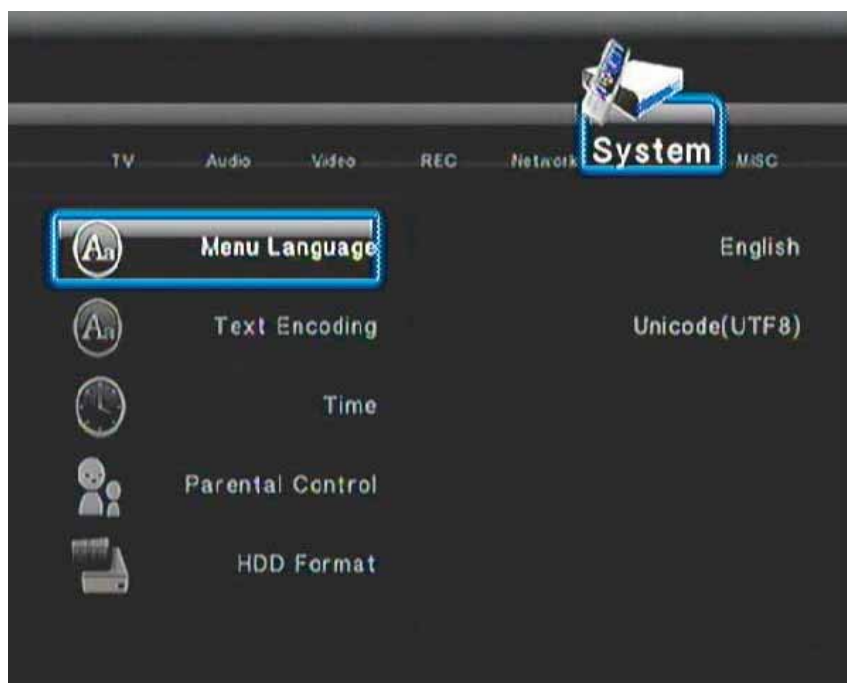 TV Audio Video REC Network System MISC
Menu Language English
Text Encoding Unicode(UTF8)
Time
Parental Control
HDD Format